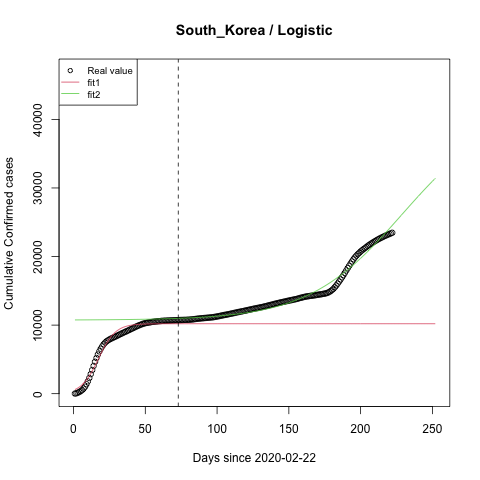 South_Korea / Logistic
Real value
fit1
fit2
Cumulative Confirmed cases
40000
30000
20000
10000
0
0 50 100 150 200 250
Days since 2020-02-22